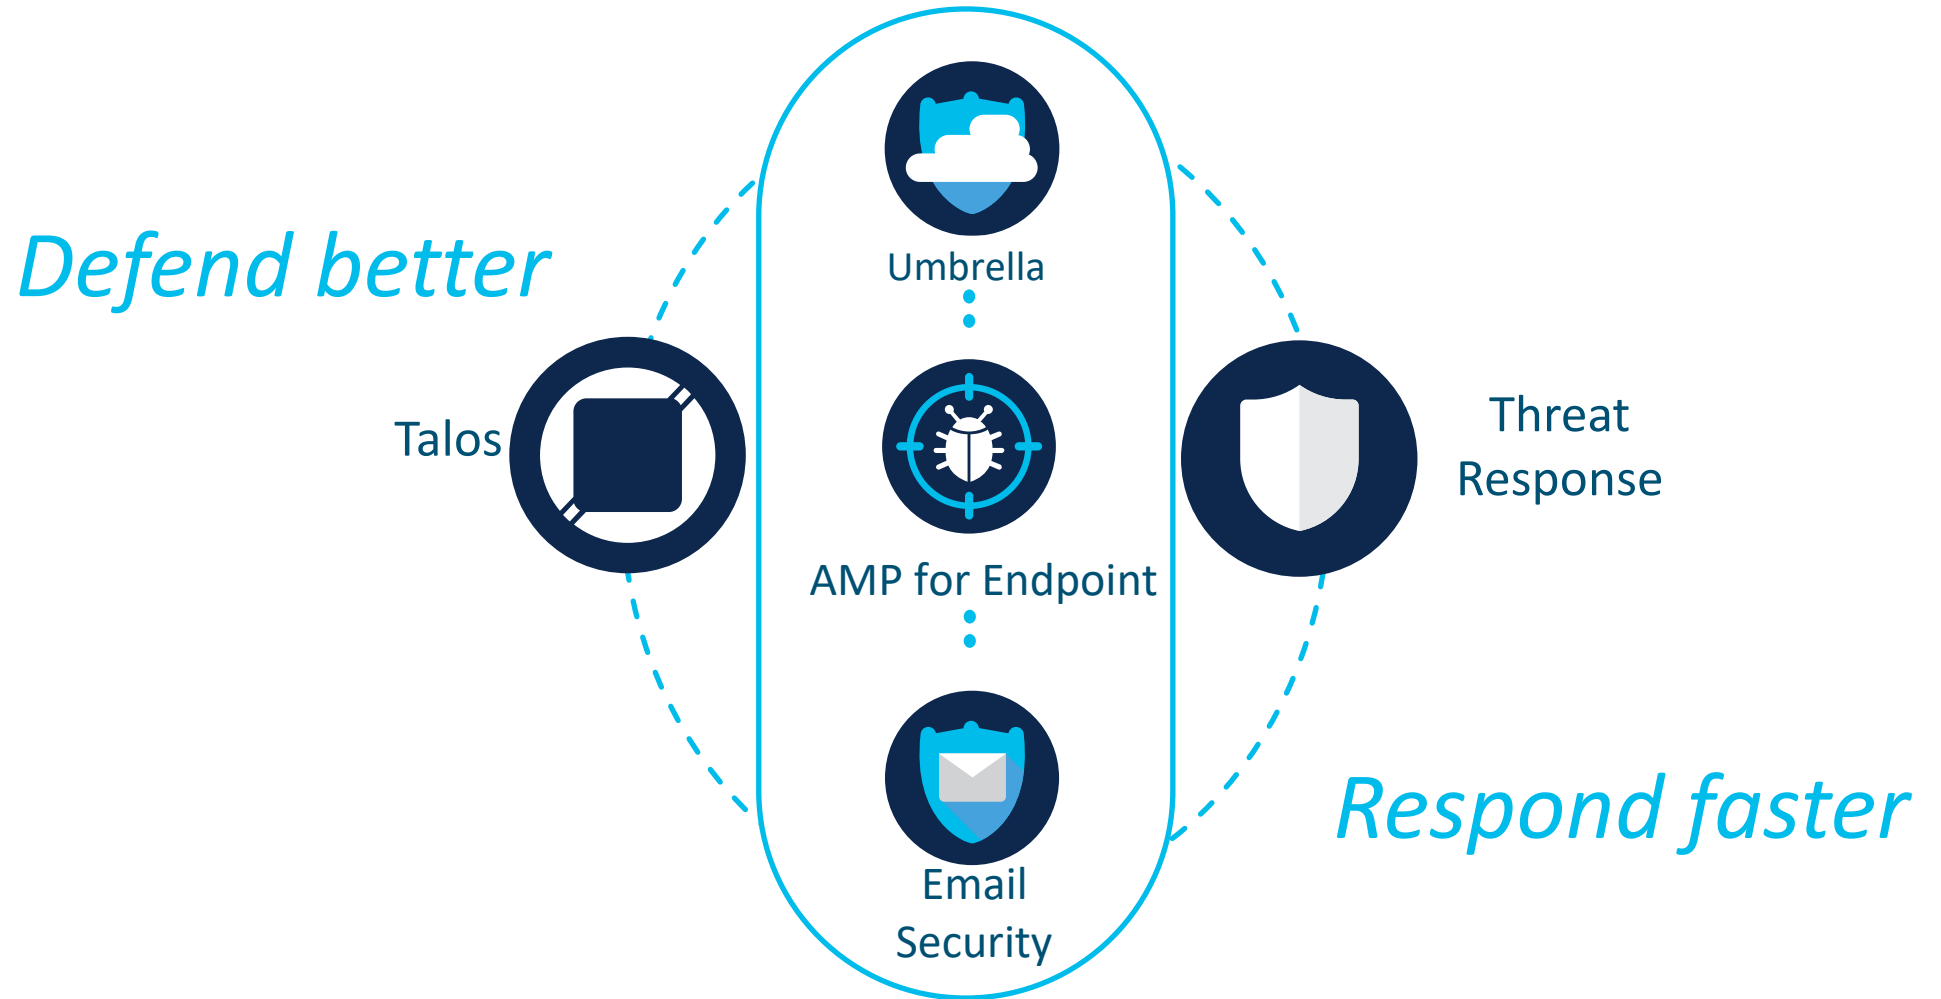 Defend better
Talos
Umbrella
AMP for Endpoint
Email
Security
Threat
Response
Respond faster